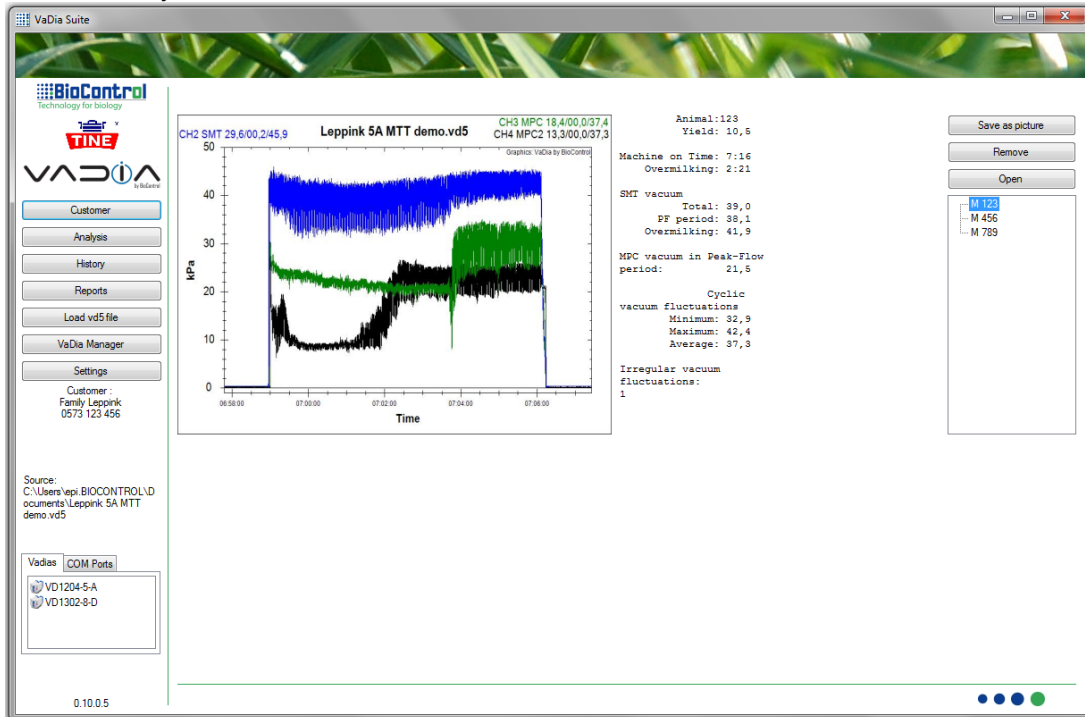 VaDia Suite
BioControl
Technology for biology
TINE
VADIA
by BioControl
Customer
Analysis
History
Reports
Load vd5 file
VaDia Manager
Settings
Customer :
Family Leppink
0573 123 456
Source:
C:\Users\epi.BIOCONTROL\D
ocuments\Leppink 5A MTT
demo.vd5
Vadias COM Ports
VD1204-5-A
VD1302-8-D
0.10.0.5
CH2 SMT 29,6/00,2/45,9
Leppink 5A MTT demo.vd5
CH3 MPC 18,4/00,0/37,4
CH4 MPC2 13,3/00,0/37,3
Graphics: VaDia by BioControl
50
40
30
20
10
0
kPa
06:58:00 07:00:00 07:02:00 07:04:00 07:06:00
Time
Animal:123
Yield: 10,5
Machine on Time: 7:16
Overmilking: 2:21
SMT vacuum
Total: 39,0
PF period: 38,1
Overmilking: 41,9
MPC vacuum in Peak-Flow
period: 21,5
Cyclic
vacuum fluctuations
Minimum: 32,9
Maximum: 42,4
Average: 37,3
Irregular vacuum
fluctuations:
1
Save as picture
Remove
Open
M 123
M 456
M 789